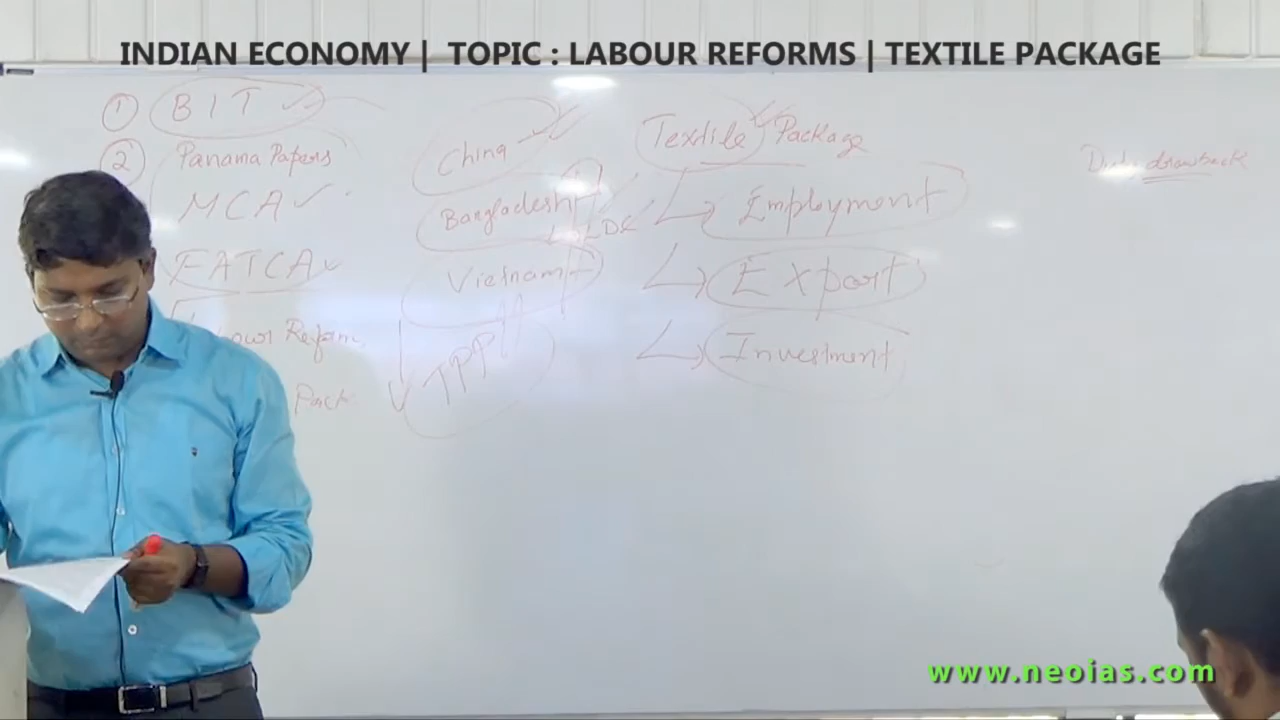 INDIAN ECONOMY | TOPIC : LABOUR REFORMS | TEXTILE PACKAGE
① BIT
② Panama Papers
MCA
FATCA
Reform
Pack
China
Bangladesh
LDC
Vietnam
TPP
Textile Package
Employment
Export
Investment
Duty drawback
www.neoias.com